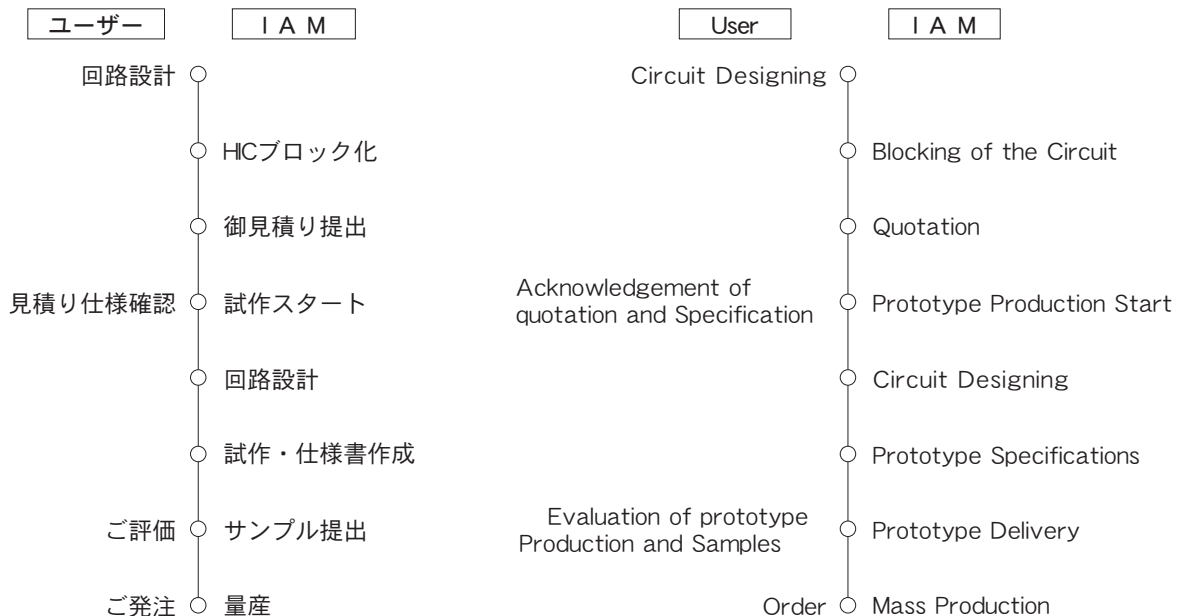 ユーザー
I A M
回路設計
HICブロック化
御見積り提出
見積り仕様確認
試作スタート
回路設計
試作・仕様書作成
ご評価
サンプル提出
ご発注
量産
User
I A M
Circuit Designing
Blocking of the Circuit
Quotation
Acknowledgement of
quotation and Specification
Prototype Production Start
Circuit Designing
Prototype Specifications
Evaluation of prototype
Production and Samples
Prototype Delivery
Order
Mass Production